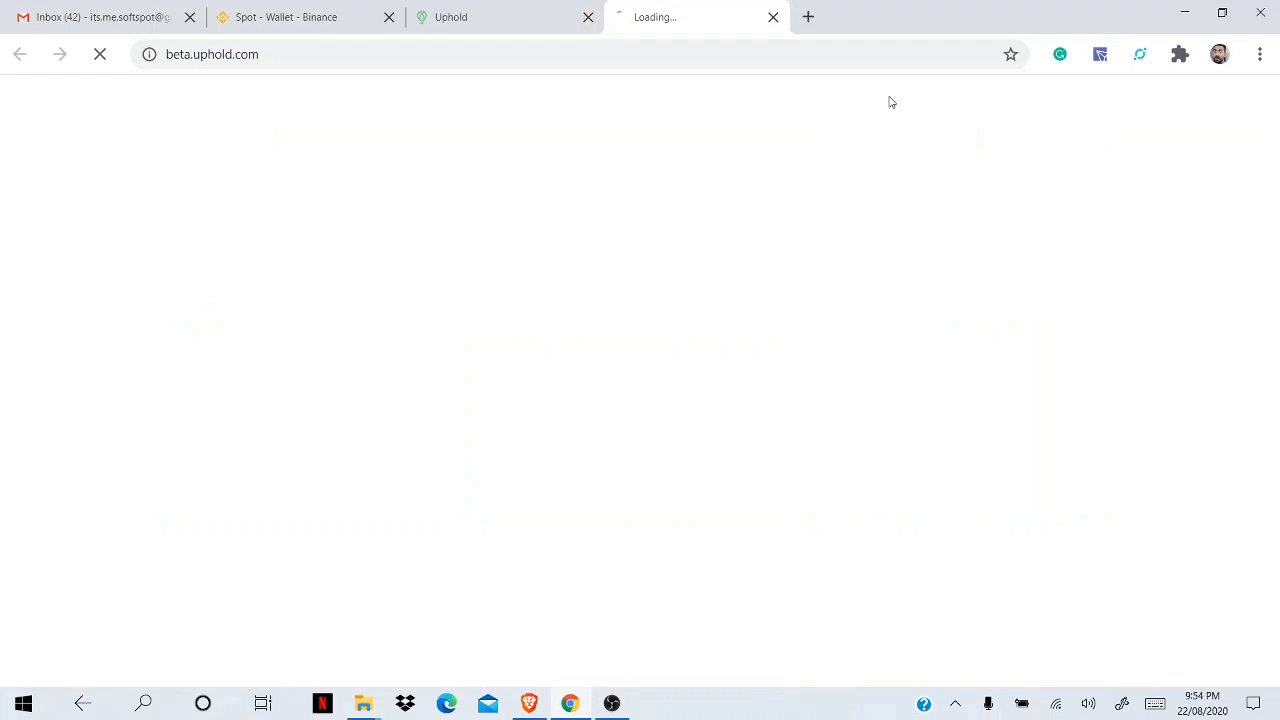 Inbox (42) - its.me.softspot@g
Spot - Wallet - Binance
Uphold
Loading...
beta.uphold.com
9:54 PM
22/08/2020